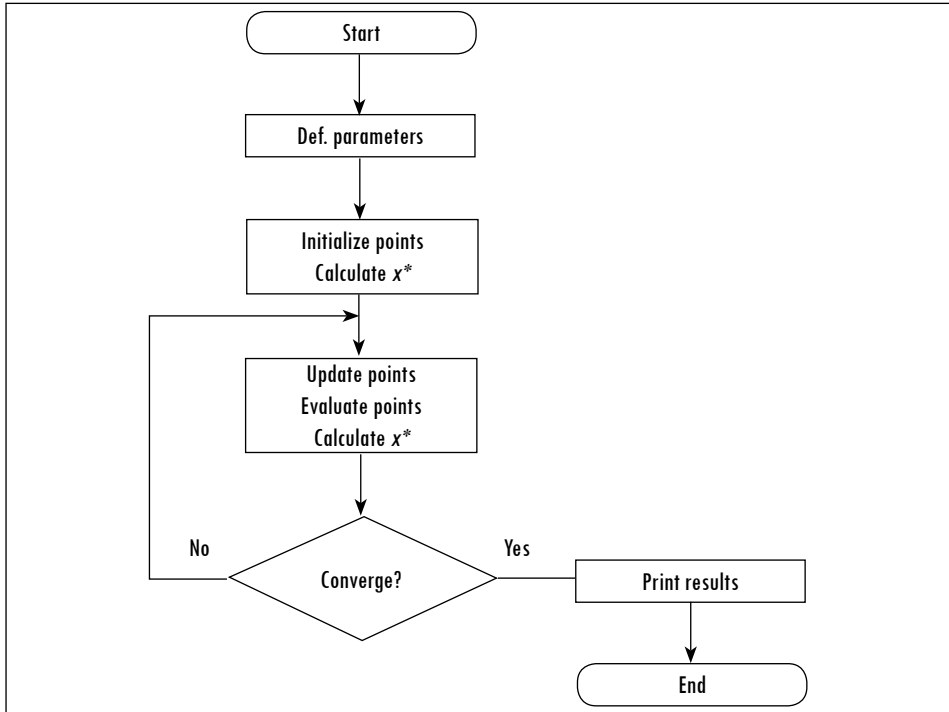 Start
Def. parameters
Initialize points
Calculate x*
Update points
Evaluate points
Calculate x*
No
Yes
Converge?
Print results
End